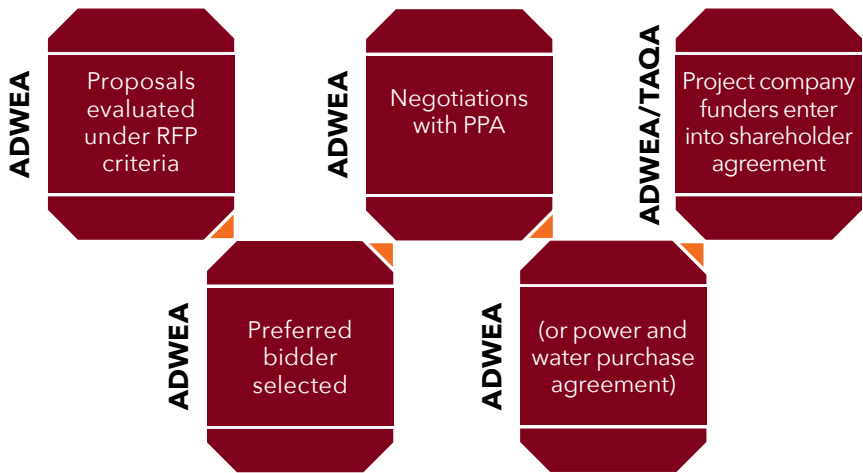 ADWEA
Proposals
evaluated
under RFP
criteria
ADWEA
Preferred
bidder
selected
ADWEA
Negotiations
with PPA
ADWEA
(or power and
water purchase
agreement)
ADWEA/TAQA
Project company
funders enter
into shareholder
agreement